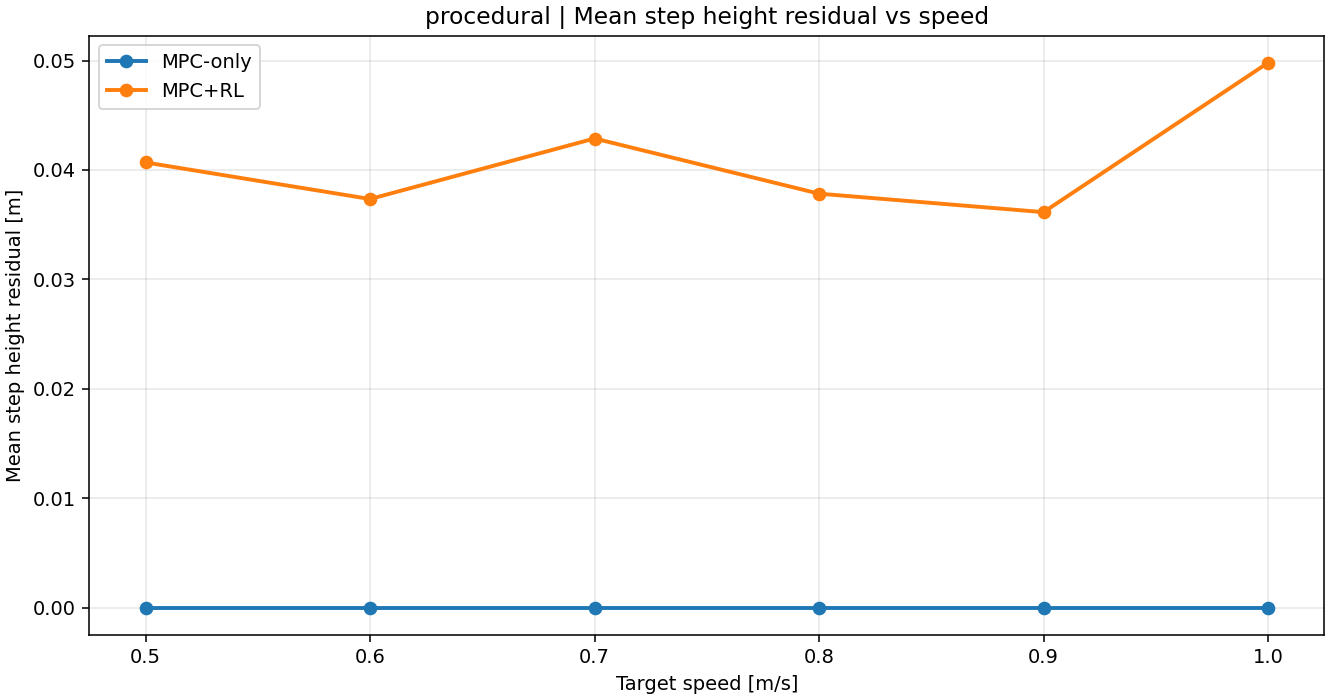 procedural | Mean step height residual vs speed
MPC-only
MPC+RL
Mean step height residual [m]
0.05
0.04
0.03
0.02
0.01
0.00
0.5 0.6 0.7 0.8 0.9 1.0
Target speed [m/s]